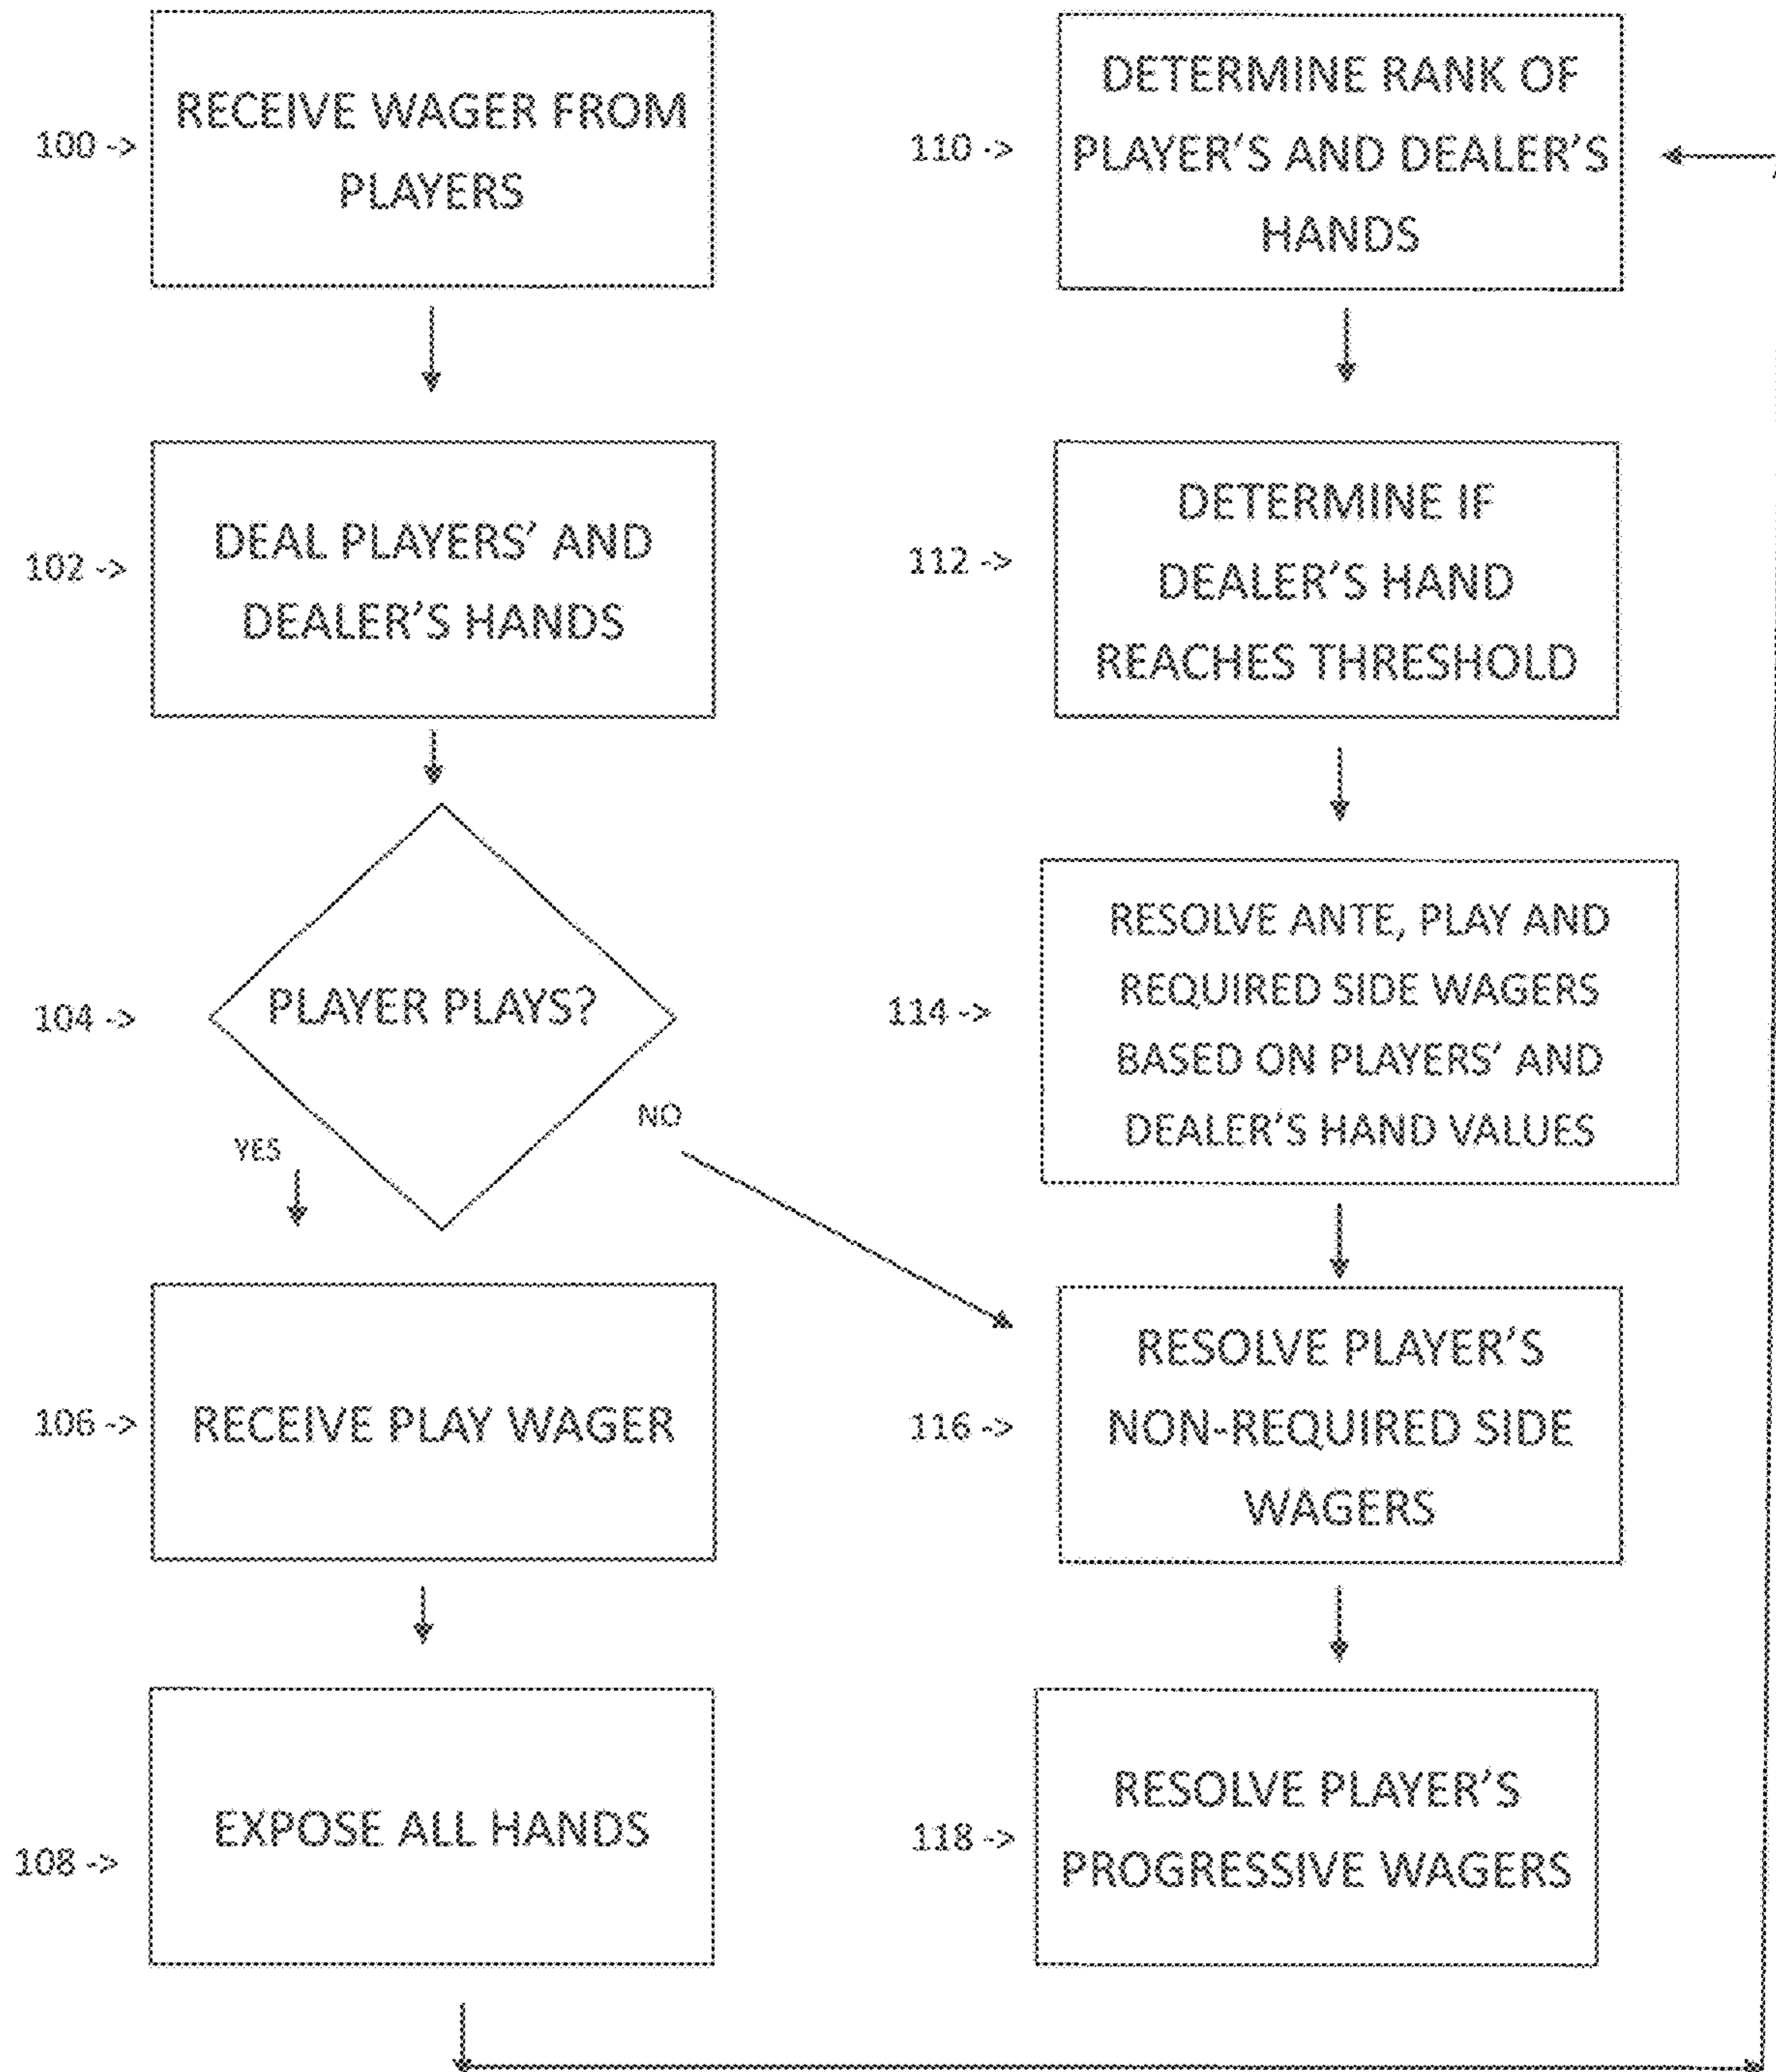 100 ->
RECEIVE WAGER FROM
PLAYERS
102 ->
DEAL PLAYERS' AND
DEALER'S HANDS
104 ->
PLAYER PLAYS?
YES
NO
106 ->
RECEIVE PLAY WAGER
108 ->
EXPOSE ALL HANDS
110 ->
DETERMINE RANK OF
PLAYER'S AND DEALER'S
HANDS
112 ->
DETERMINE IF
DEALER'S HAND
REACHES THRESHOLD
114 ->
RESOLVE ANTE, PLAY AND
REQUIRED SIDE WAGERS
BASED ON PLAYERS' AND
DEALER'S HAND VALUES
116 ->
RESOLVE PLAYER'S
NON-REQUIRED SIDE
WAGERS
118 ->
RESOLVE PLAYER'S
PROGRESSIVE WAGERS